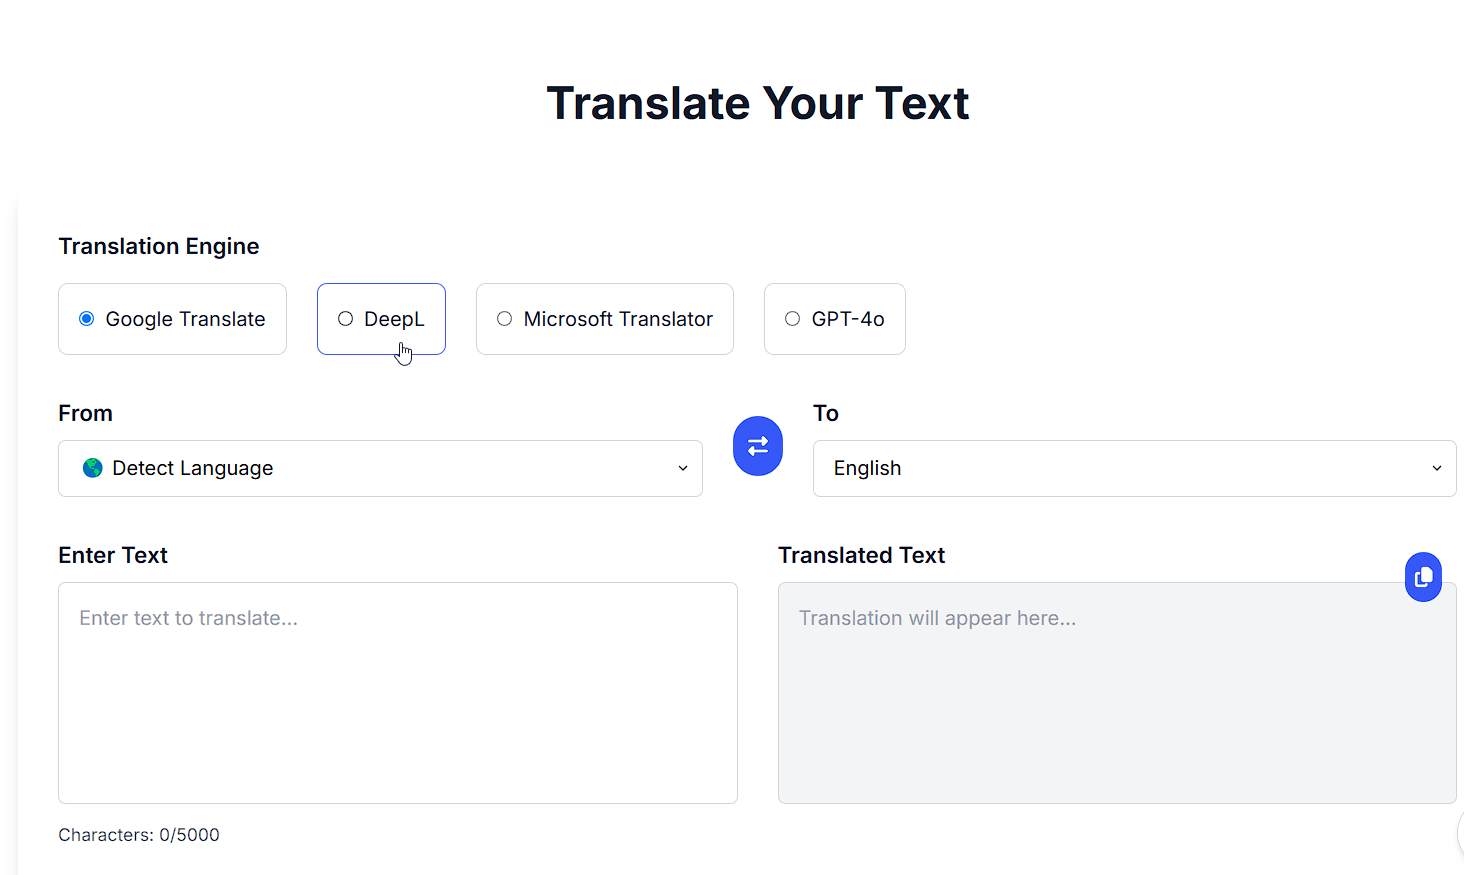 Translate Your Text
Translation Engine
Google Translate
DeepL
Microsoft Translator
GPT-4o
From
To
Detect Language
English
Enter Text
Translated Text
Enter text to translate...
Translation will appear here...
Characters: 0/5000